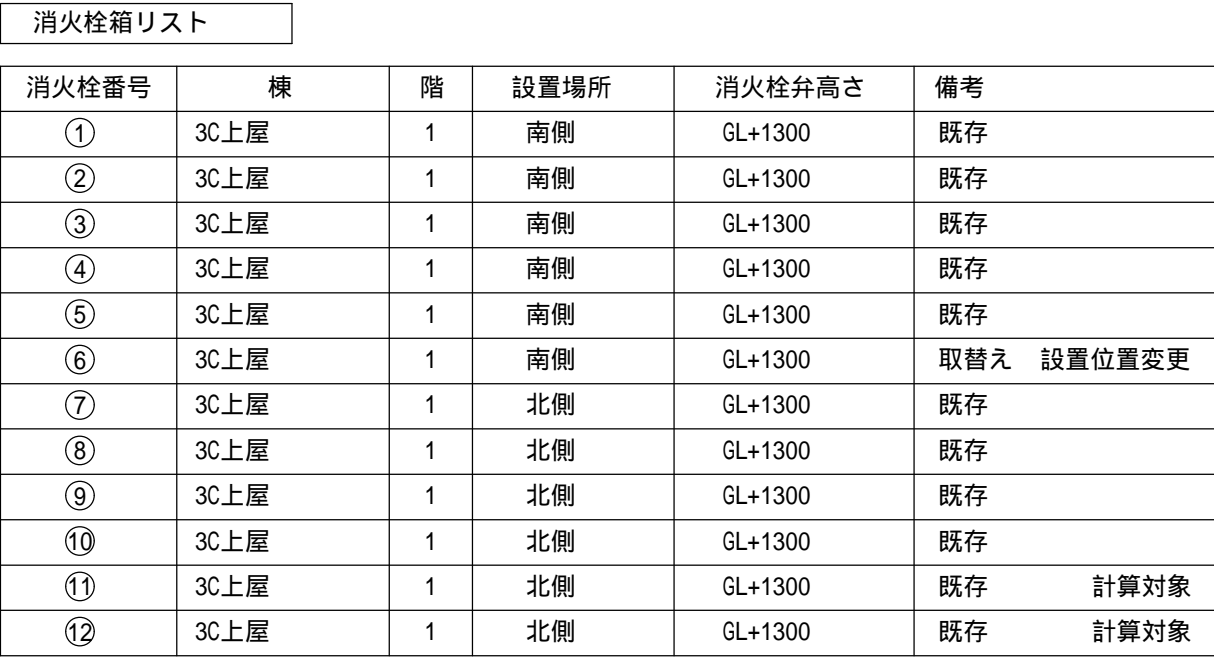 消火栓箱リスト
消火栓番号 棟 階 設置場所 消火栓弁高さ 備考
① 3C上屋 1 南側 GL+1300 既存
② 3C上屋 1 南側 GL+1300 既存
③ 3C上屋 1 南側 GL+1300 既存
④ 3C上屋 1 南側 GL+1300 既存
⑤ 3C上屋 1 南側 GL+1300 既存
⑥ 3C上屋 1 南側 GL+1300 取替え 設置位置変更
⑦ 3C上屋 1 北側 GL+1300 既存
⑧ 3C上屋 1 北側 GL+1300 既存
⑨ 3C上屋 1 北側 GL+1300 既存
⑩ 3C上屋 1 北側 GL+1300 既存
⑪ 3C上屋 1 北側 GL+1300 既存 計算対象
⑫ 3C上屋 1 北側 GL+1300 既存 計算対象